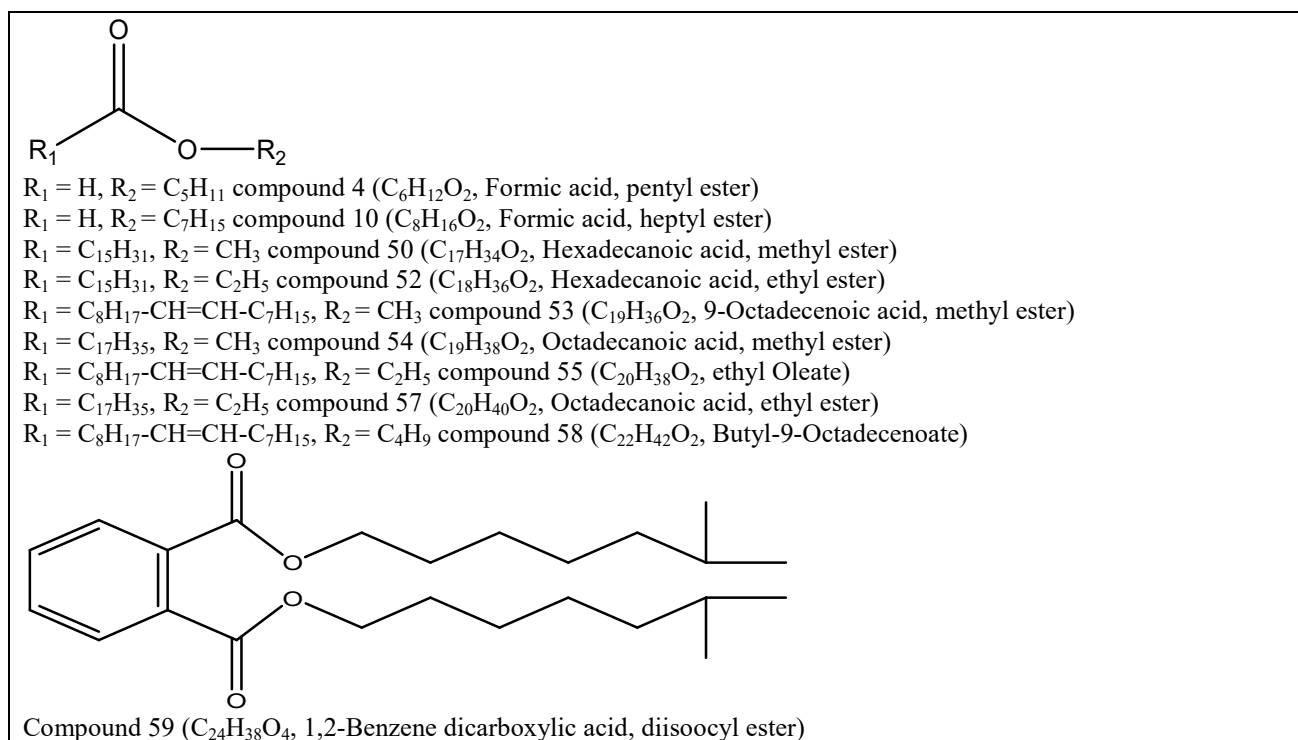 O
R₁ O R₂
R₁ = H, R₂ = C₅H₁₁ compound 4 (C₆H₁₂O₂, Formic acid, pentyl ester)
R₁ = H, R₂ = C₇H₁₅ compound 10 (C₈H₁₆O₂, Formic acid, heptyl ester)
R₁ = C₁₅H₃₁, R₂ = CH₃ compound 50 (C₁₇H₃₄O₂, Hexadecanoic acid, methyl ester)
R₁ = C₁₅H₃₁, R₂ = C₂H₅ compound 52 (C₁₈H₃₆O₂, Hexadecanoic acid, ethyl ester)
R₁ = C₈H₁₇-CH=CH-C₇H₁₅, R₂ = CH₃ compound 53 (C₁₉H₃₆O₂, 9-Octadecenoic acid, methyl ester)
R₁ = C₁₇H₃₅, R₂ = CH₃ compound 54 (C₁₉H₃₈O₂, Octadecanoic acid, methyl ester)
R₁ = C₈H₁₇-CH=CH-C₇H₁₅, R₂ = C₂H₅ compound 55 (C₂₀H₃₈O₂, ethyl Oleate)
R₁ = C₁₇H₃₅, R₂ = C₂H₅ compound 57 (C₂₀H₄₀O₂, Octadecanoic acid, ethyl ester)
R₁ = C₈H₁₇-CH=CH-C₇H₁₅, R₂ = C₄H₉ compound 58 (C₂₂H₄₂O₂, Butyl-9-Octadecenoate)
O
O
O
O
Compound 59 (C₂₄H₃₈O₄, 1,2-Benzene dicarboxylic acid, diisoocyl ester)